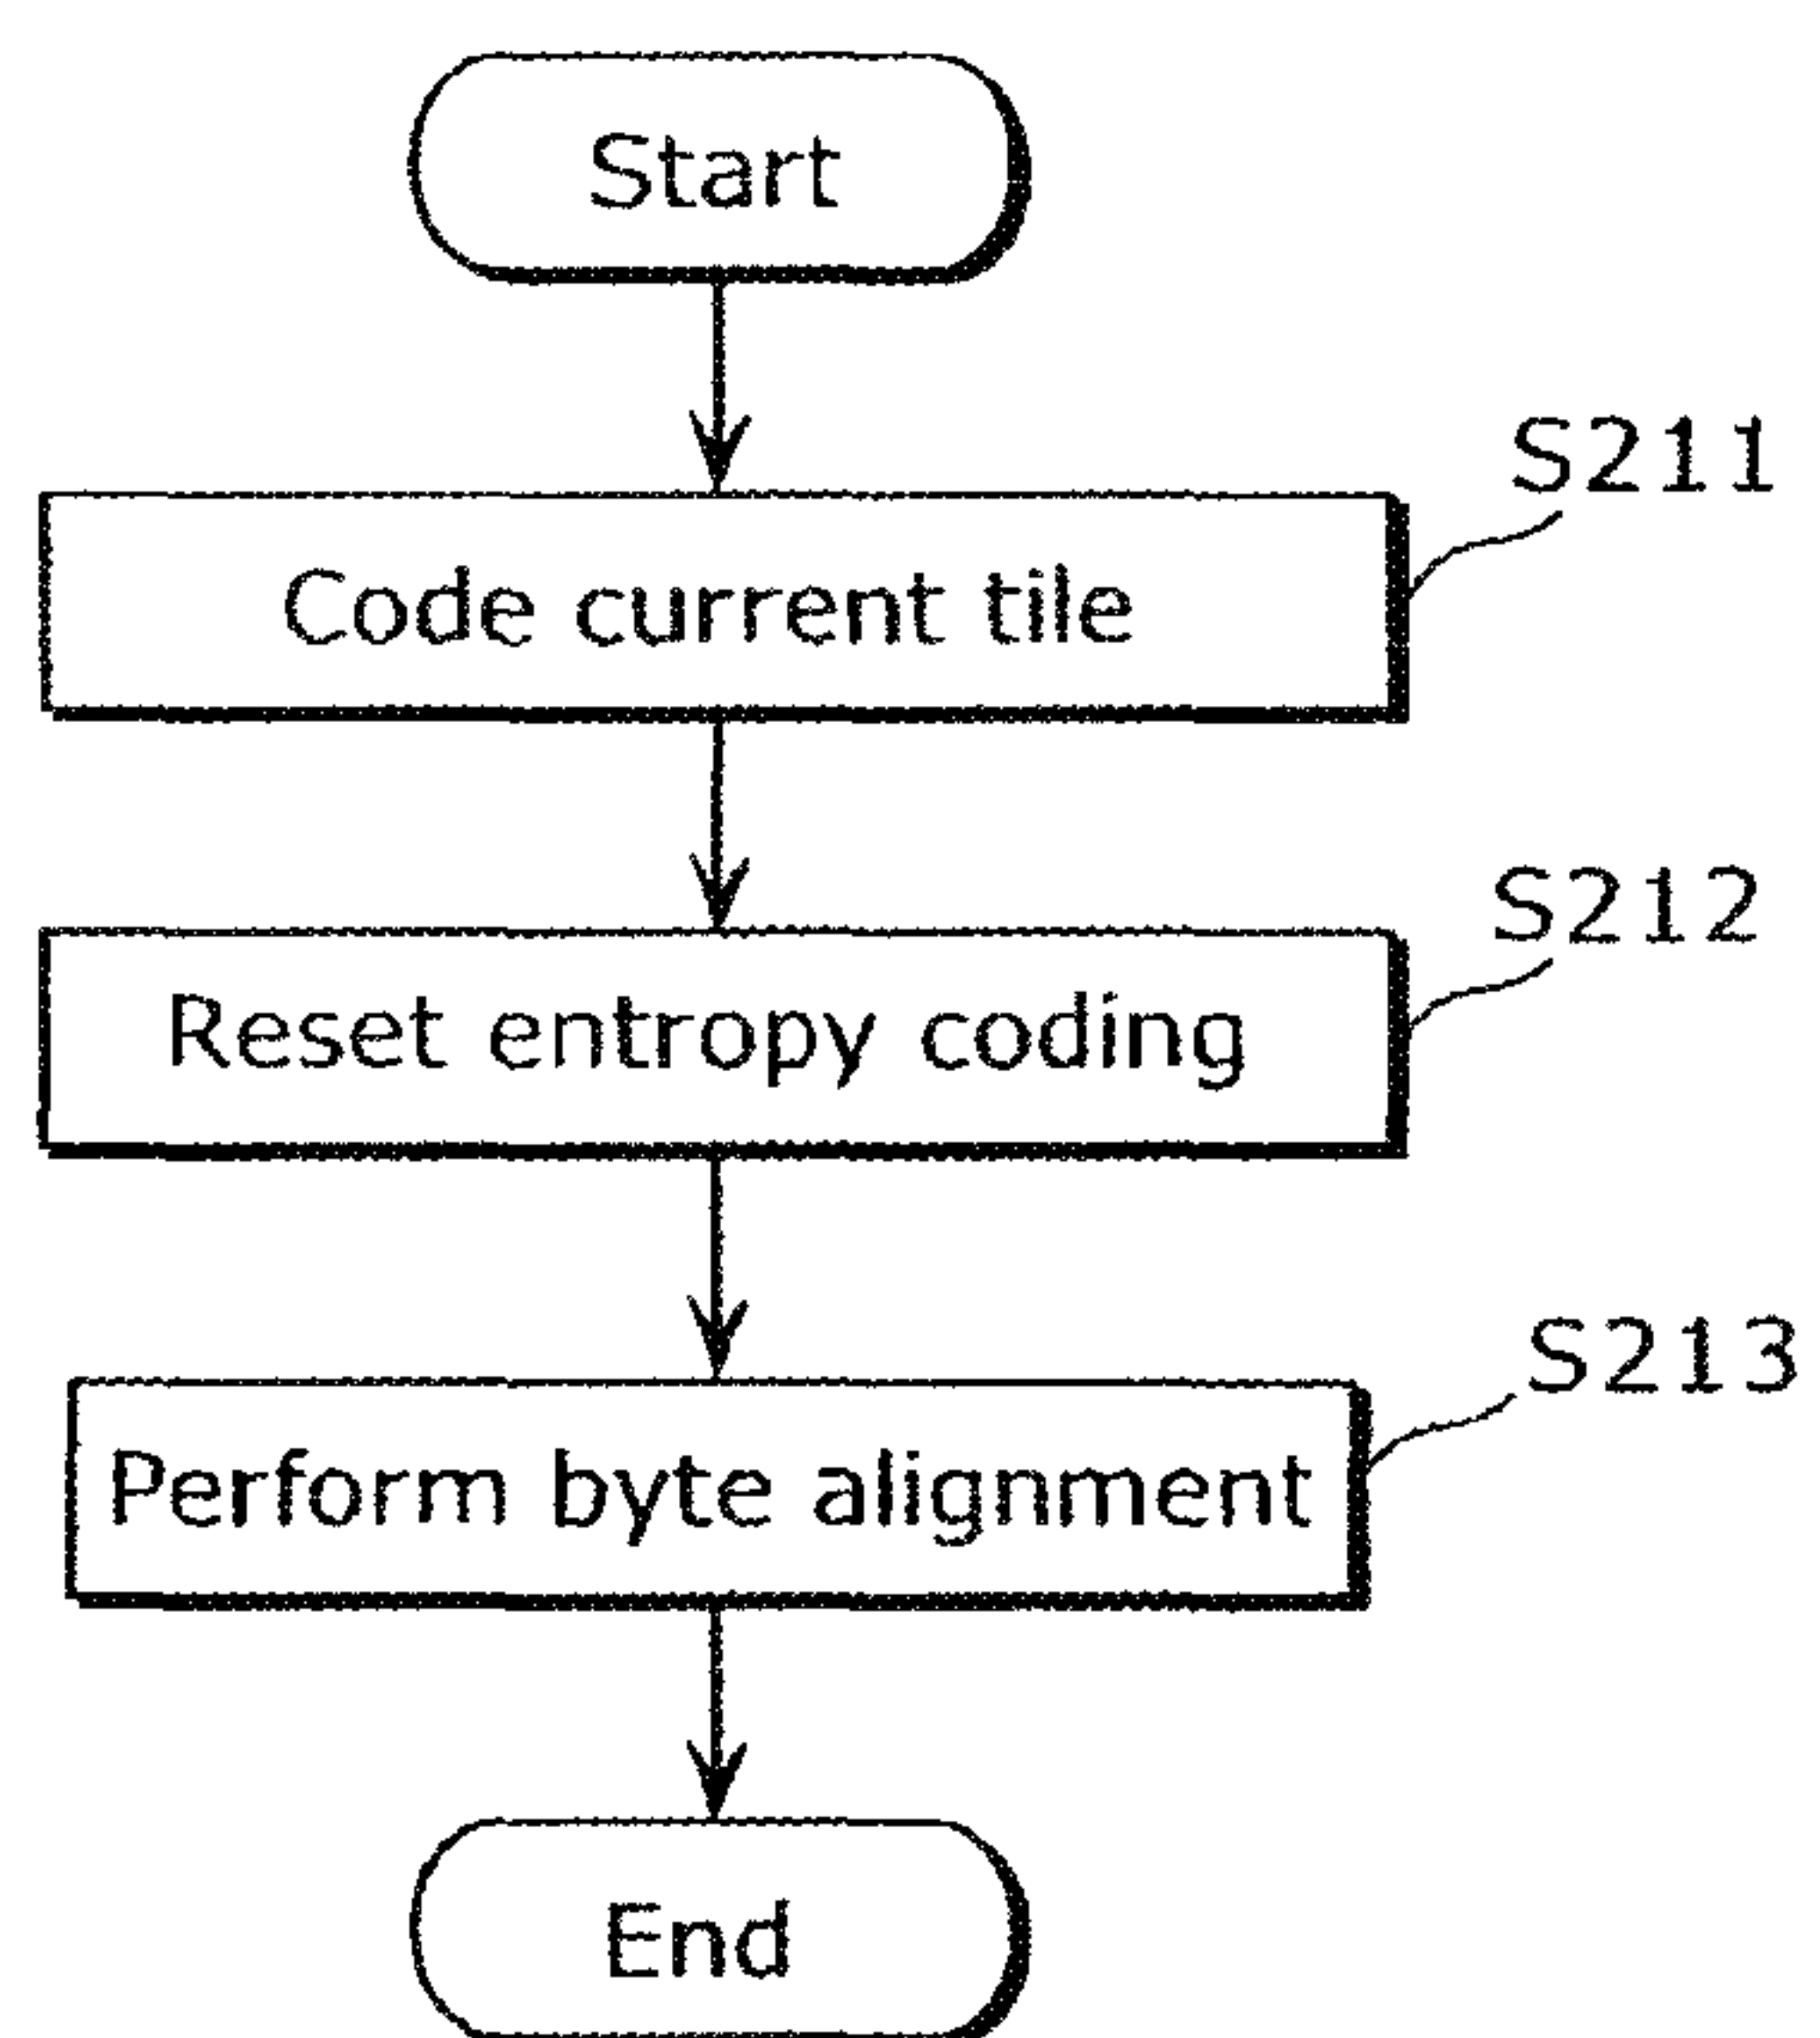 Start
S211
Code current tile
S212
Reset entropy coding
S213
Perform byte alignment
End